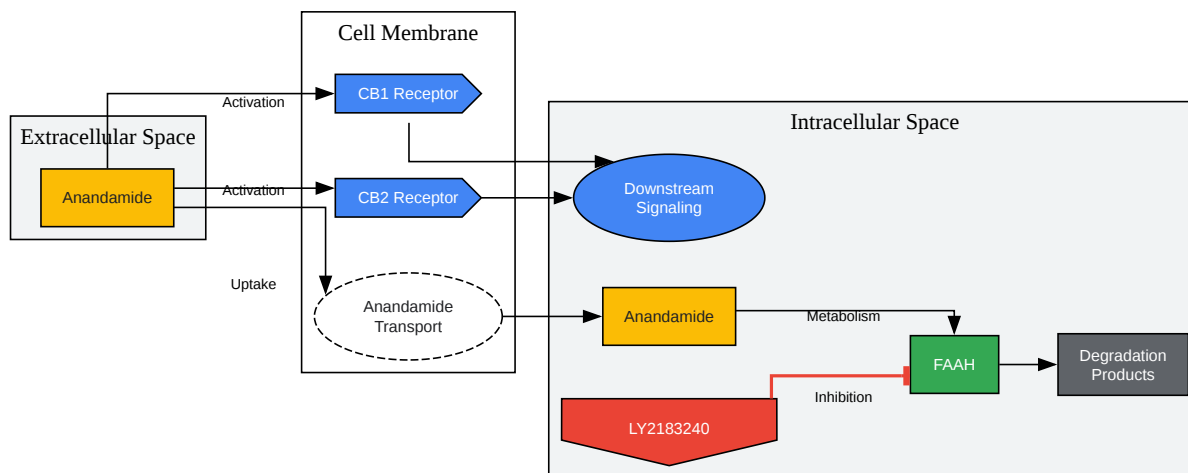 Cell Membrane
CB1 Receptor
Activation
Extracellular Space
Intracellular Space
Anandamide
Activation
CB2 Receptor
Downstream
Signaling
Uptake
Anandamide
Transport
Anandamide
Metabolism
FAAH
Degradation
Products
Inhibition
LY2183240